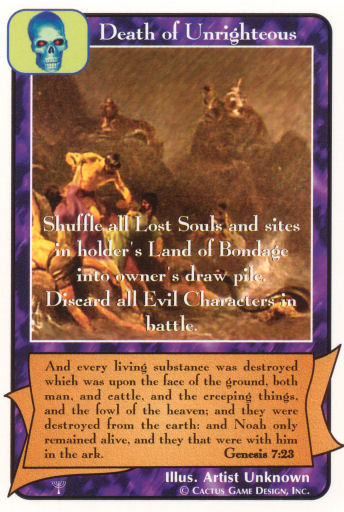 Death of Unrighteous
Shuffle all Lost Souls and sites
in holder's Land of Bondage
into owner's draw pile.
Discard all Evil Characters in
battle.
And every living substance was destroyed
which was upon the face of the ground, both
man, and cattle, and the creeping things,
and the fowl of the heaven; and they were
destroyed from the earth: and Noah only
remained alive, and they that were with him
in the ark. Genesis 7:23
Illus. Artist Unknown
© Cactus Game Design, Inc.